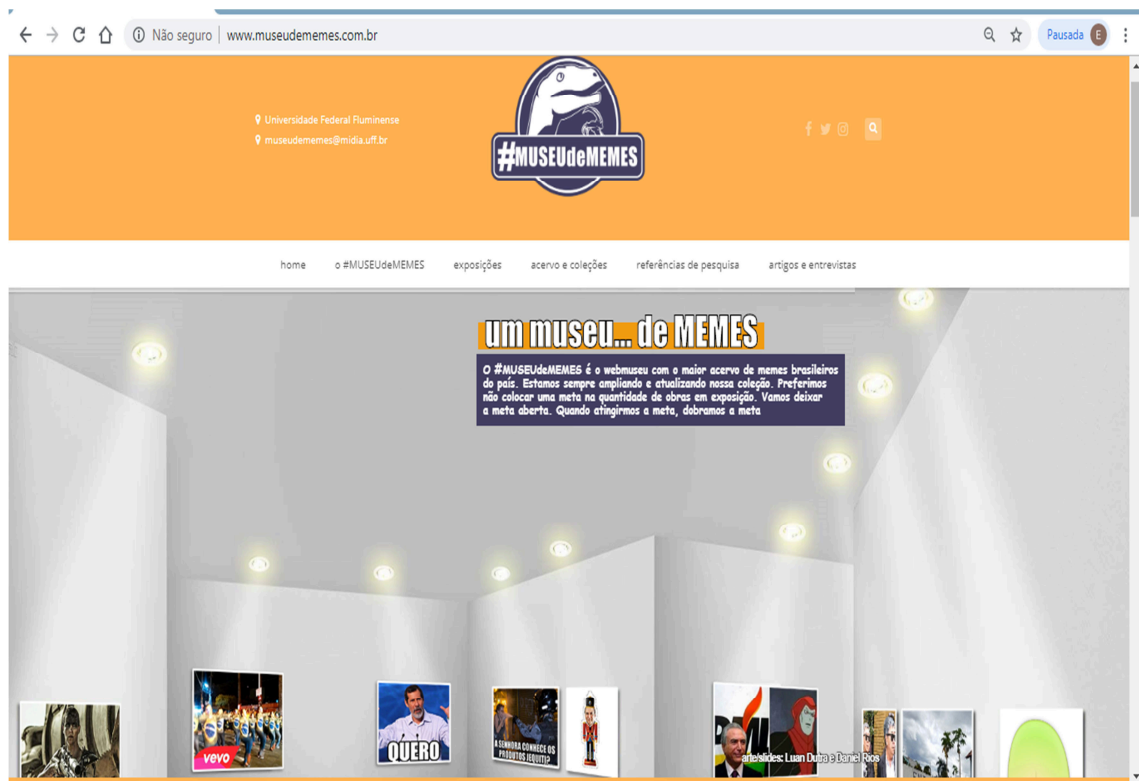 Não seguro
www.museudememes.com.br
Pausada
E
Universidade Federal Fluminense
museudememes@midia.uff.br
#MUSEUdeMEMES
home
o #MUSEUdeMEMES
exposições
acervo e coleções
referências de pesquisa
artigos e entrevistas
um museu... de MEMES
O #MUSEUdeMEMES é o webmuseu com o maior acervo de memes brasileiros
do país. Estamos sempre ampliando e atualizando nossa coleção. Preferimos
não colocar uma meta na quantidade de obras em exposição. Vamos deixar
a meta aberta. Quando atingirmos a meta, dobramos a meta
vevo
QUERO
A SENHORA CONHECE OS
PRODUTOS JEQUITI?
arte/slides: Luan Dutra e Daniel Rios